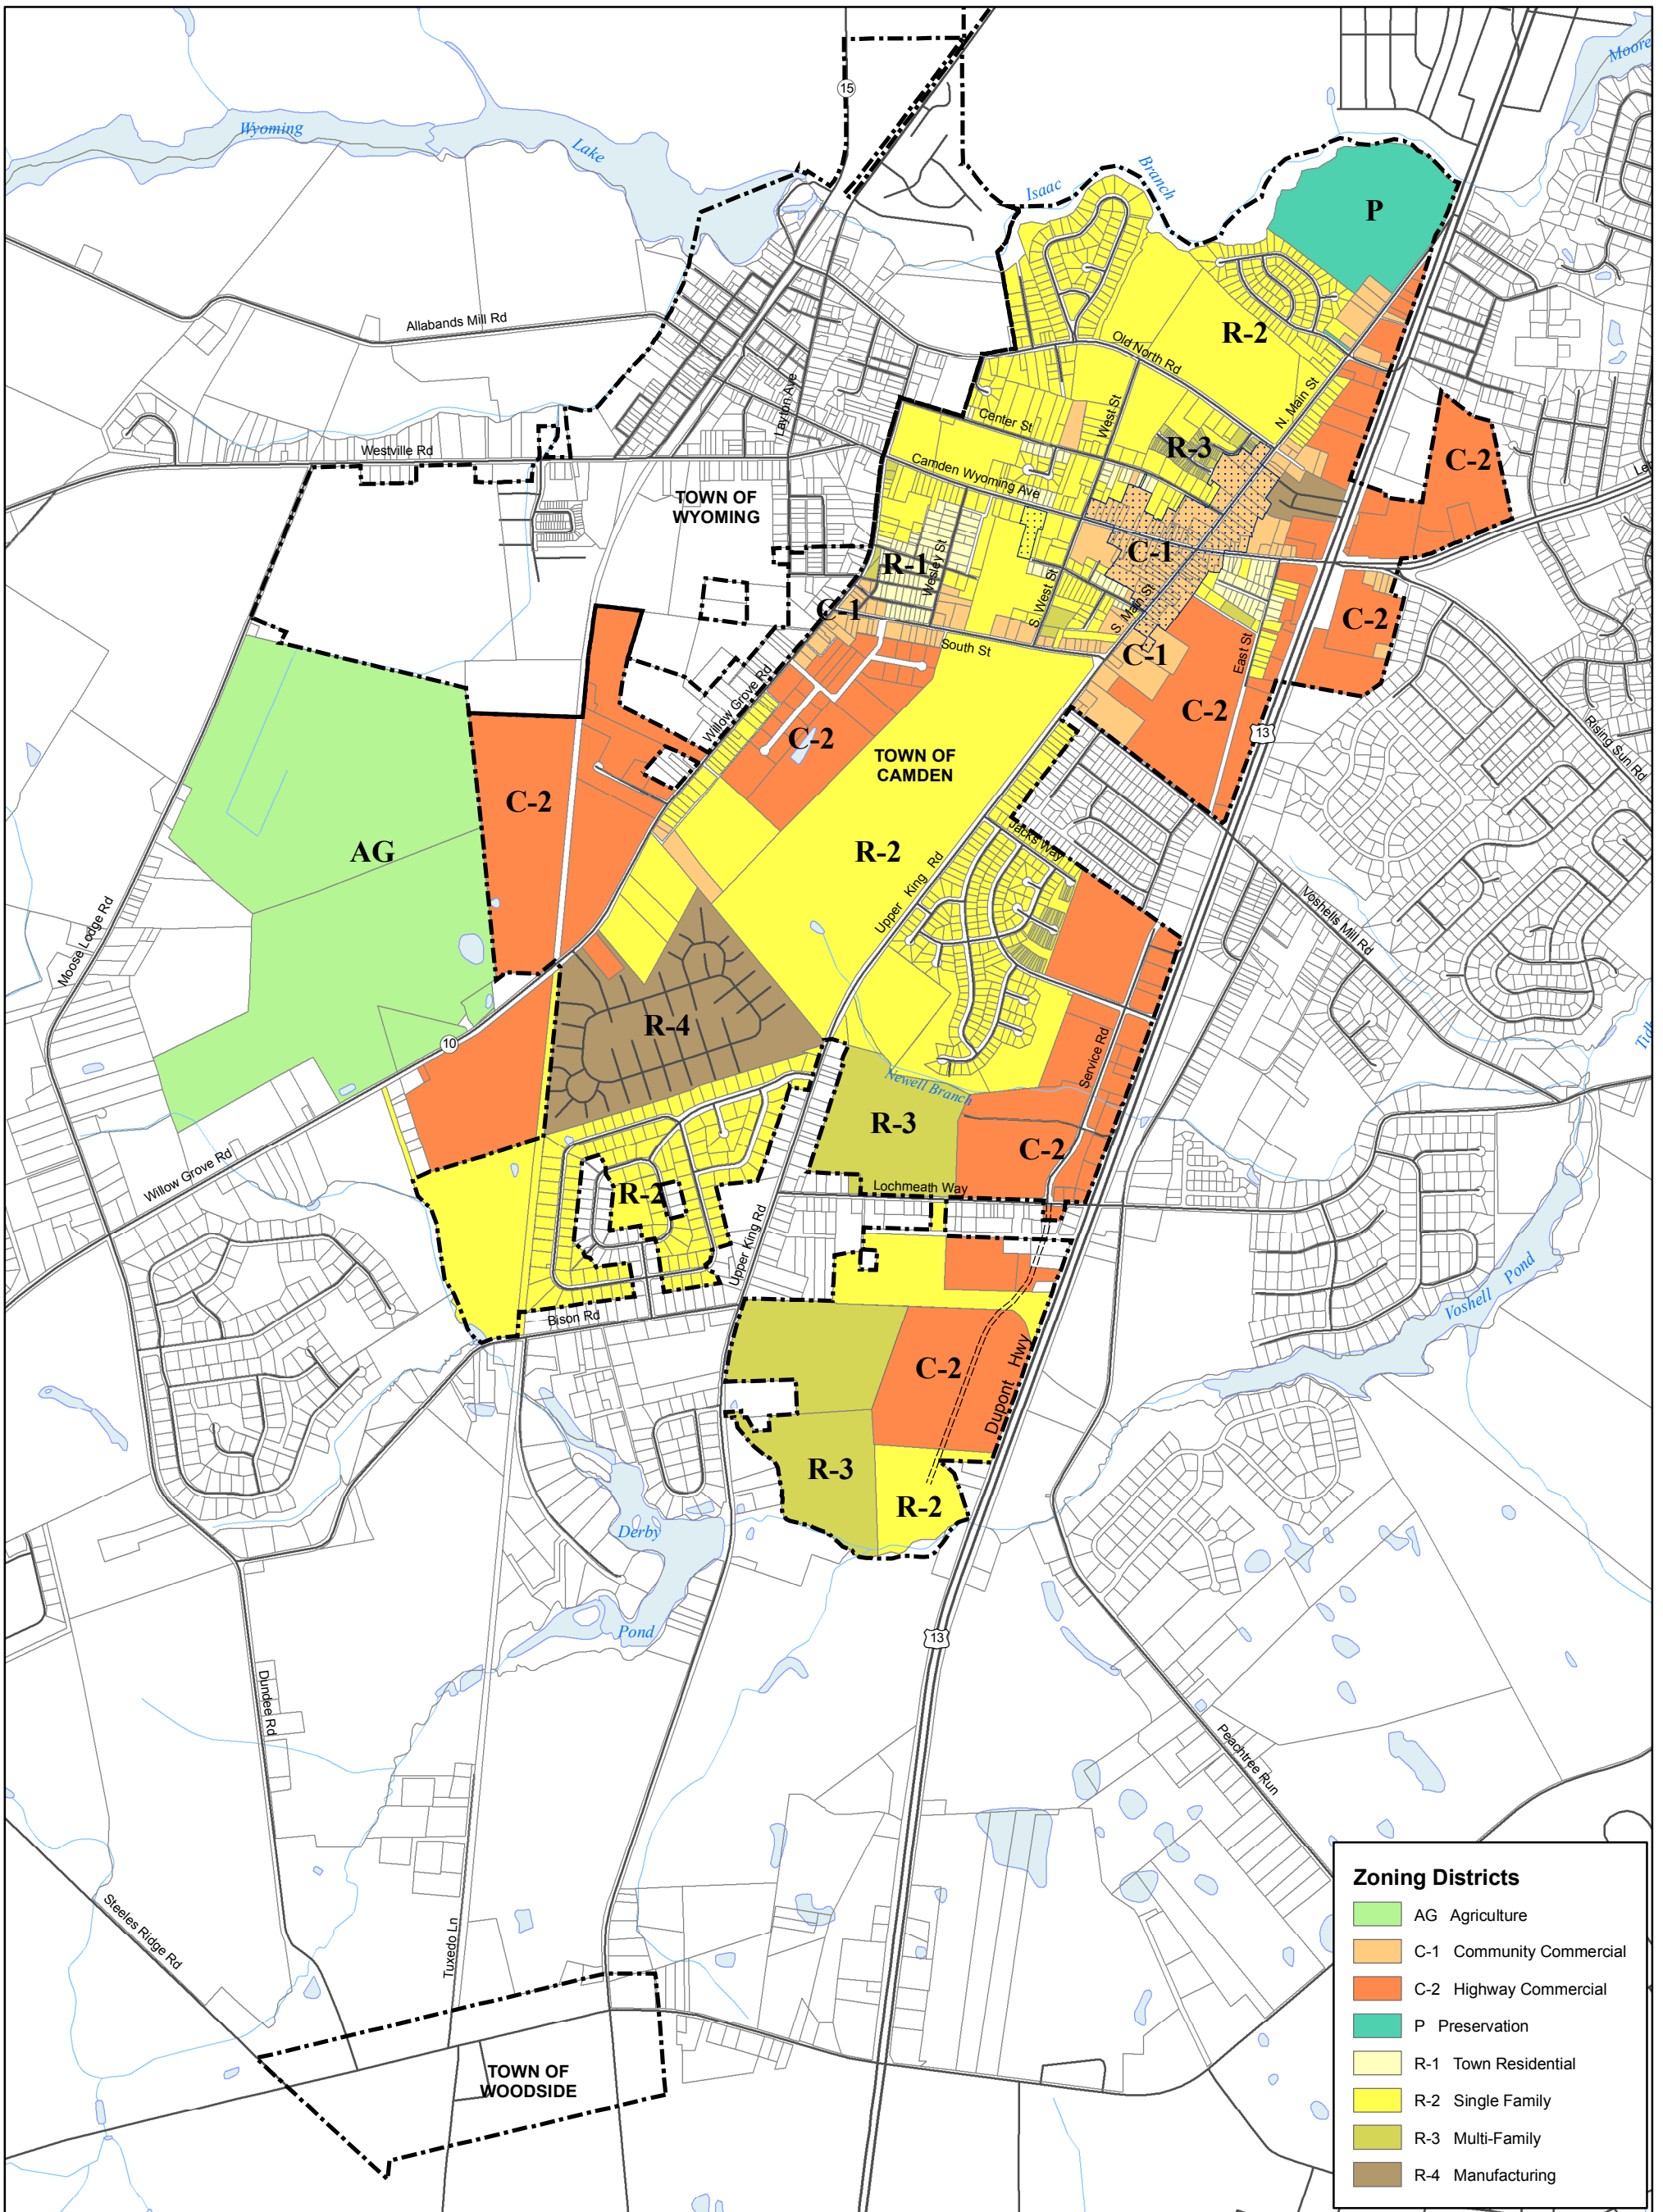 Moore
15
Wyoming
Lake
Isaac
Branch
P
Allabands Mill Rd
R-2
Old North Rd
Layton Ave
N. Main St
Center St
West St
R-3
Westville Rd
C-2
Camden Wyoming Ave
TOWN OF
WYOMING
C-1
R-1
Wesley St
S. West St
C-1
S. Main St
C-2
South St
C-1
East St
Willow Grove Rd
C-2
C-2
13
Rising Sun Rd
TOWN OF
CAMDEN
C-2
AG
R-2
Jacks Way
Upper King Rd
Voshells Mill Rd
Moose Lodge Rd
R-4
10
Service Rd
Newell Branch
R-3
C-2
Willow Grove Rd
R-2
Lochmeath Way
Upper King Rd
Bison Rd
Voshell
Pond
C-2
Dupont Hwy
R-3
R-2
Derby
Pond
13
Dundee Rd
Peachtree Run
Steeles Ridge Rd
Tuxedo Ln
TOWN OF
WOODSIDE
Zoning Districts
AG Agriculture
C-1 Community Commercial
C-2 Highway Commercial
P Preservation
R-1 Town Residential
R-2 Single Family
R-3 Multi-Family
R-4 Manufacturing